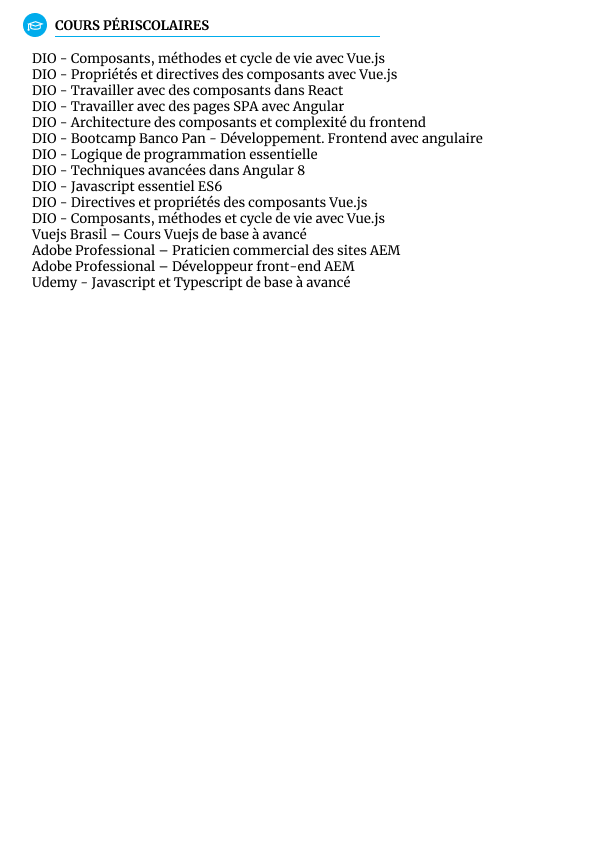 COURS PÉRISCOLAIRES
DIO - Composants, méthodes et cycle de vie avec Vue.js
DIO - Propriétés et directives des composants avec Vue.js
DIO - Travailler avec des composants dans React
DIO - Travailler avec des pages SPA avec Angular
DIO - Architecture des composants et complexité du frontend
DIO - Bootcamp Banco Pan - Développement. Frontend avec angulaire
DIO - Logique de programmation essentielle
DIO - Techniques avancées dans Angular 8
DIO - Javascript essentiel ES6
DIO - Directives et propriétés des composants Vue.js
DIO - Composants, méthodes et cycle de vie avec Vue.js
Vuejs Brasil – Cours Vuejs de base à avancé
Adobe Professional – Praticien commercial des sites AEM
Adobe Professional – Développeur front-end AEM
Udemy - Javascript et Typescript de base à avancé